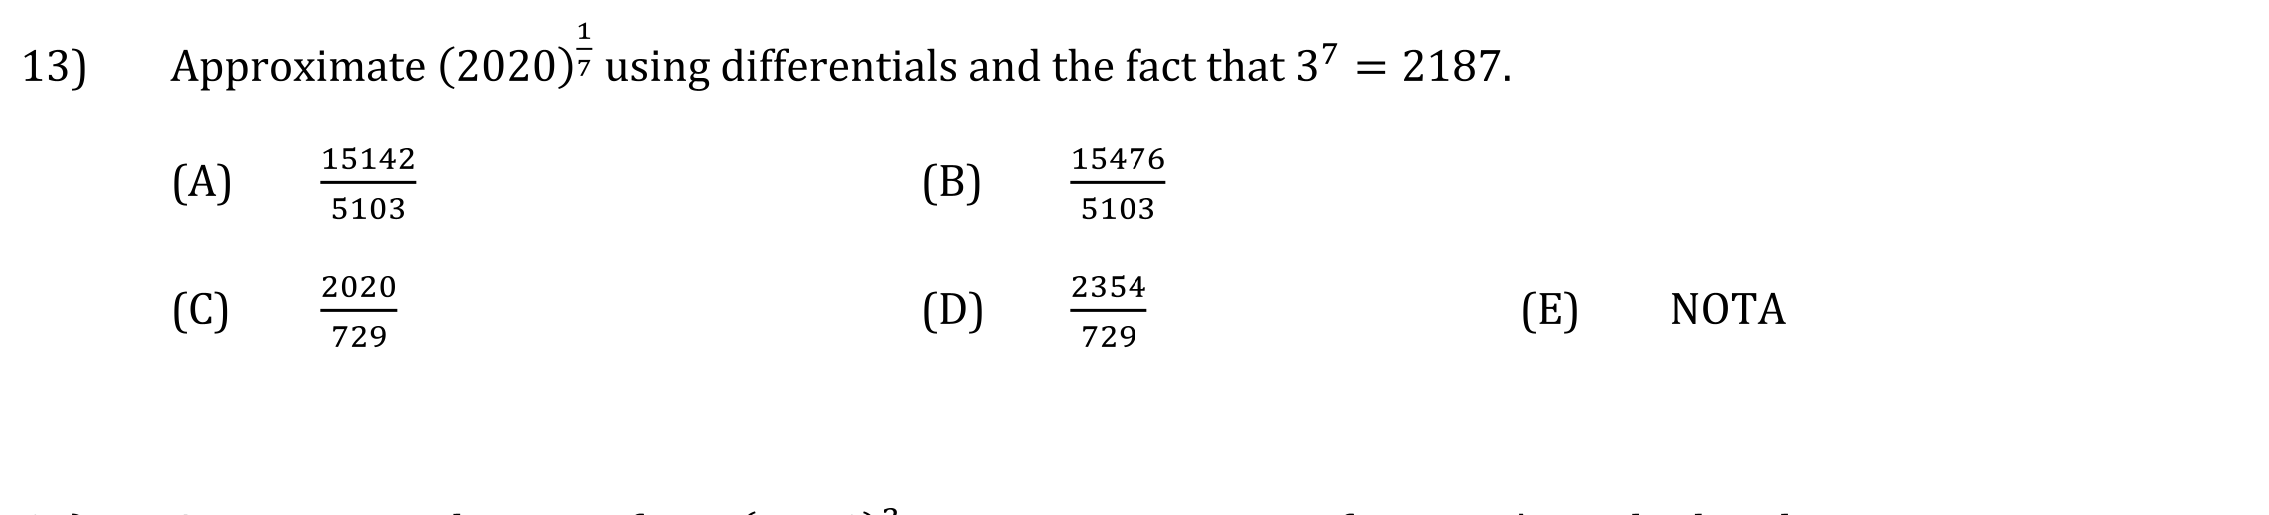 13) Approximate (2020)^{1/7} using differentials and the fact that 3^7 = 2187.
(A) 15142/5103 (B) 15476/5103
(C) 2020/729 (D) 2354/729 (E) NOTA